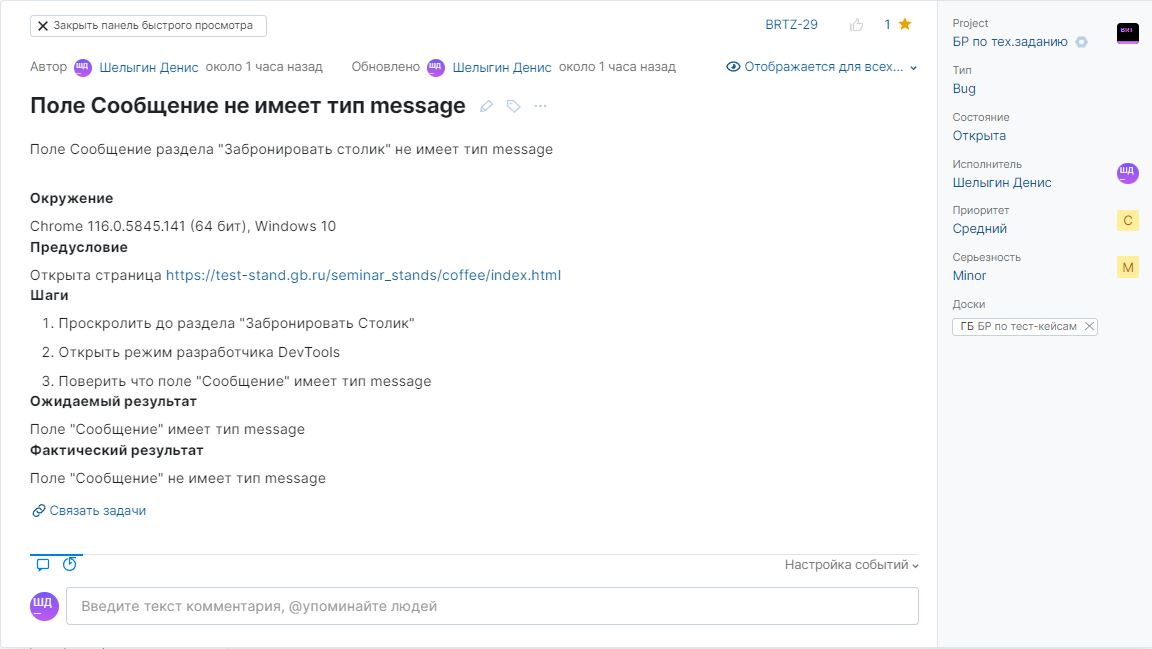 Закрыть панель быстрого просмотра
BRTZ-29
1
Автор ШД Шелыгин Денис около 1 часа назад Обновлено ШД Шелыгин Денис около 1 часа назад
Отображается для всех...
Поле Сообщение не имеет тип message
Поле Сообщение раздела "Забронировать столик" не имеет тип message
Окружение
Chrome 116.0.5845.141 (64 бит), Windows 10
Предусловие
Открыта страница https://test-stand.gb.ru/seminar_stands/coffee/index.html
Шаги
1. Проскролить до раздела "Забронировать Столик"
2. Открыть режим разработчика DevTools
3. Поверить что поле "Сообщение" имеет тип message
Ожидаемый результат
Поле "Сообщение" имеет тип message
Фактический результат
Поле "Сообщение" не имеет тип message
Связать задачи
Настройка событий
ШД
Введите текст комментария, @упоминайте людей
Project
БР по тех.заданию
BRT
Тип
Bug
Состояние
Открыта
Исполнитель
Шелыгин Денис
ШД
Приоритет
Средний
С
Серьезность
Minor
M
Доски
ГБ БР по тест-кейсам